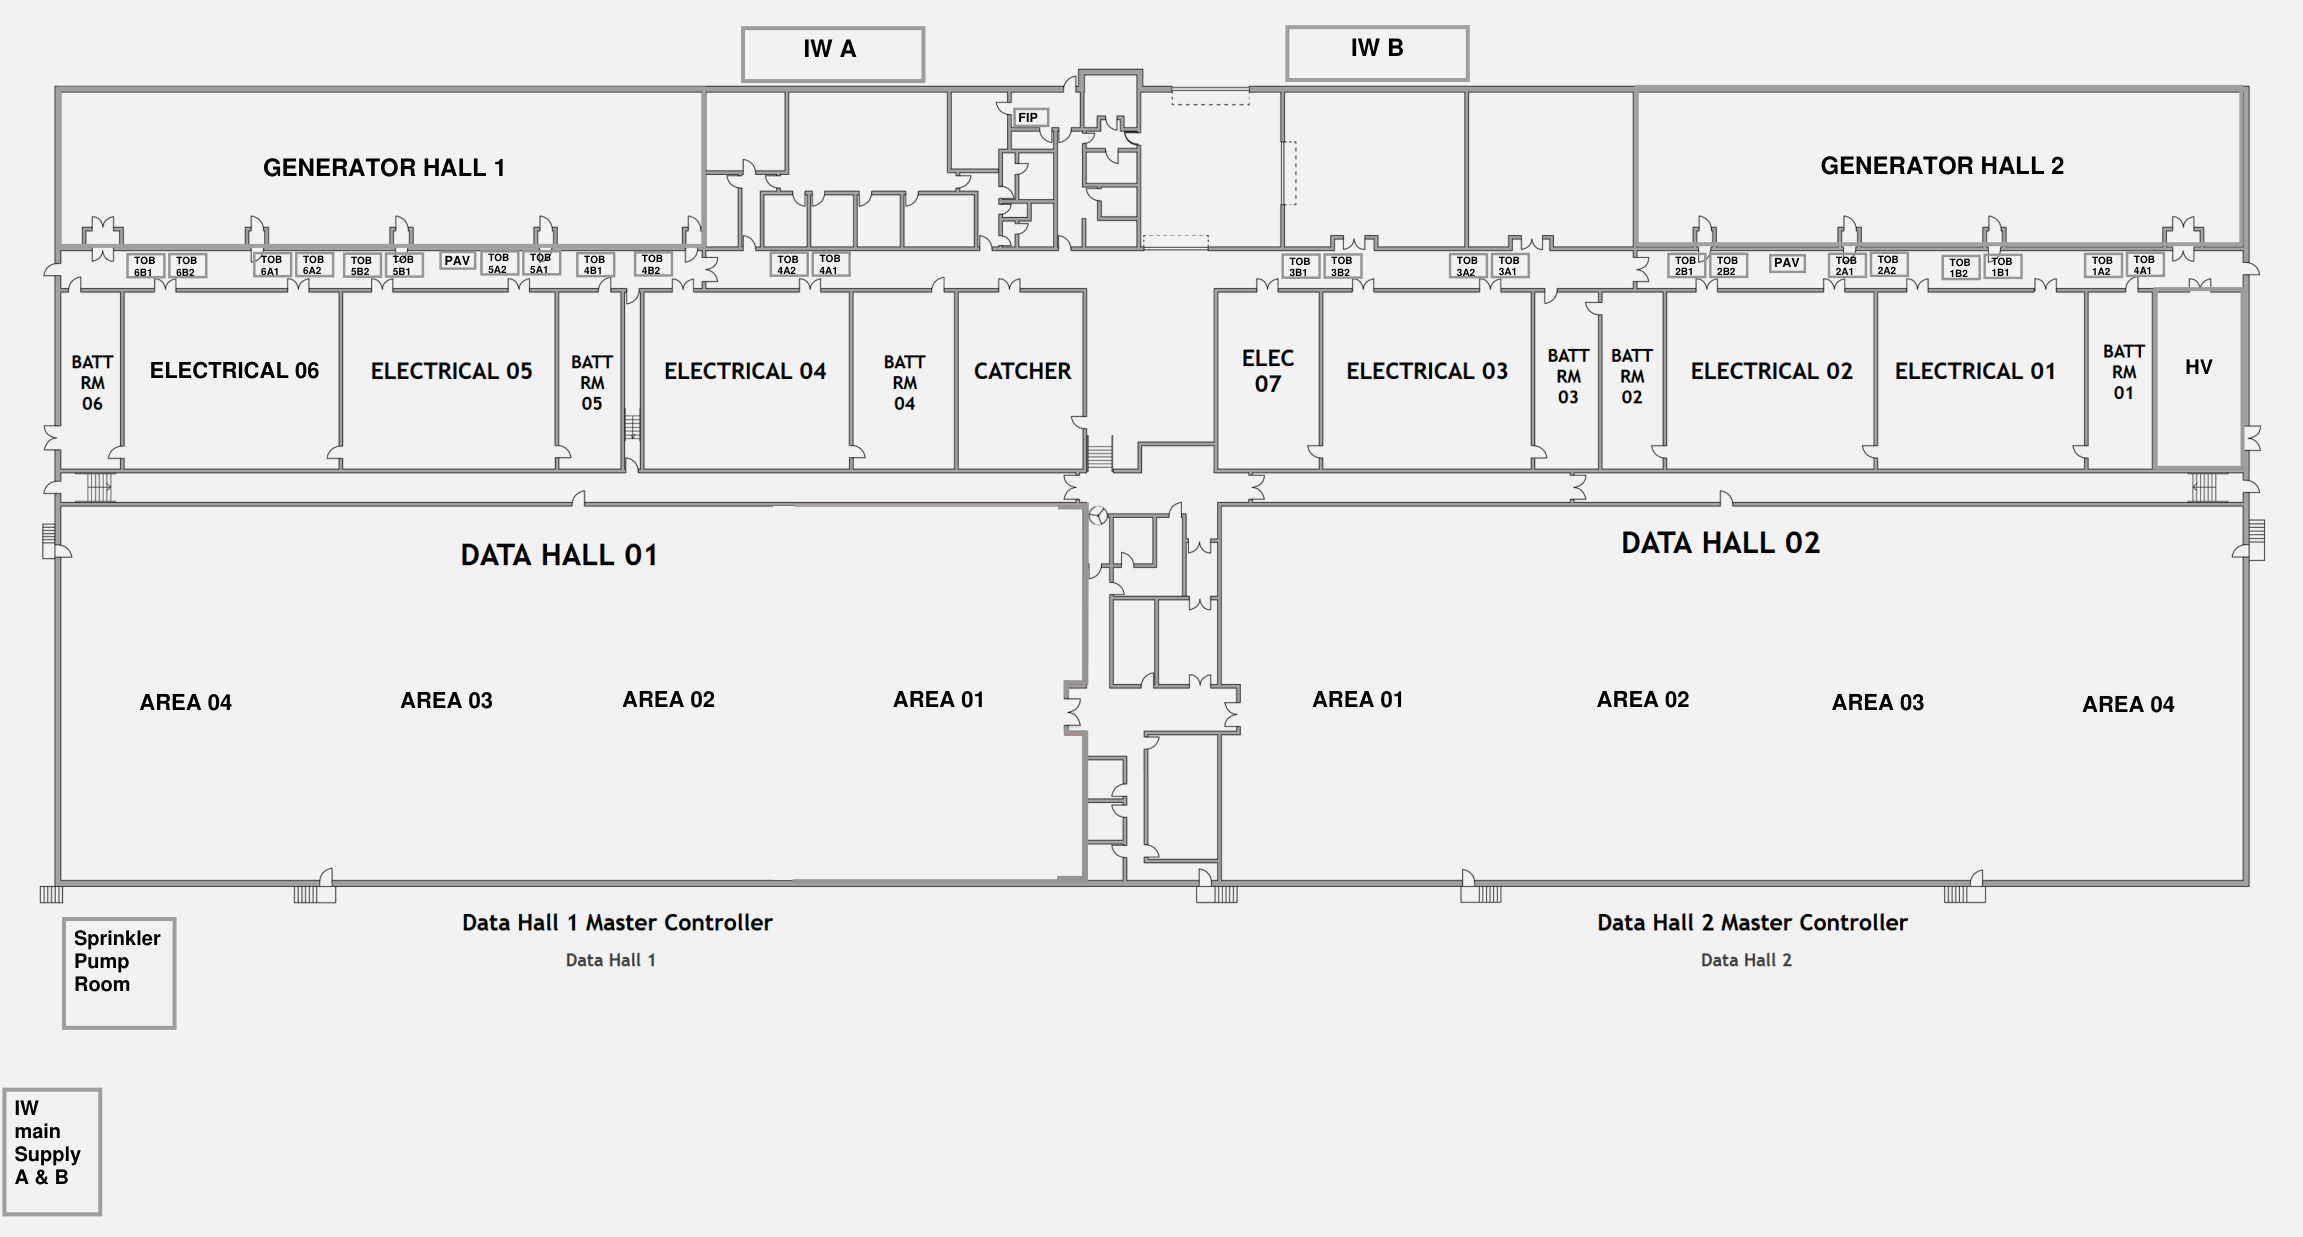 IW A
IW B
FIP
GENERATOR HALL 1
GENERATOR HALL 2
TOB
6B1
TOB
6B2
TOB
6A1
TOB
6A2
TOB
5B2
TOB
5B1
PAV
TOB
5A2
TOB
5A1
TOB
4B1
TOB
4B2
TOB
4A2
TOB
4A1
TOB
3B1
TOB
3B2
TOB
3A2
TOB
3A1
TOB
2B1
TOB
2B2
PAV
TOB
2A1
TOB
2A2
TOB
1B2
TOB
1B1
TOB
1A2
TOB
4A1
BATT
RM
06
ELECTRICAL 06
ELECTRICAL 05
BATT
RM
05
ELECTRICAL 04
BATT
RM
04
CATCHER
ELEC
07
ELECTRICAL 03
BATT
RM
03
BATT
RM
02
ELECTRICAL 02
ELECTRICAL 01
BATT
RM
01
HV
DATA HALL 01
DATA HALL 02
AREA 04
AREA 03
AREA 02
AREA 01
AREA 01
AREA 02
AREA 03
AREA 04
Data Hall 1 Master Controller
Data Hall 1
Data Hall 2 Master Controller
Data Hall 2
Sprinkler
Pump
Room
IW
main
Supply
A & B